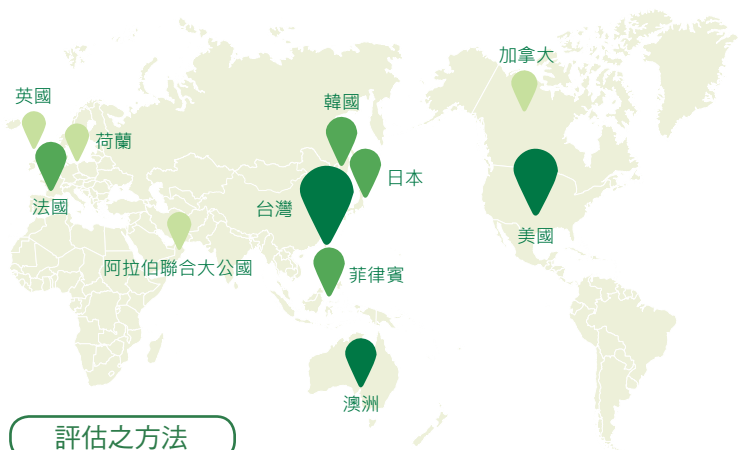 加拿大
英國
韓國
荷蘭
日本
法國
台灣
美國
阿拉伯聯合大公國
菲律賓
澳洲
評估之方法